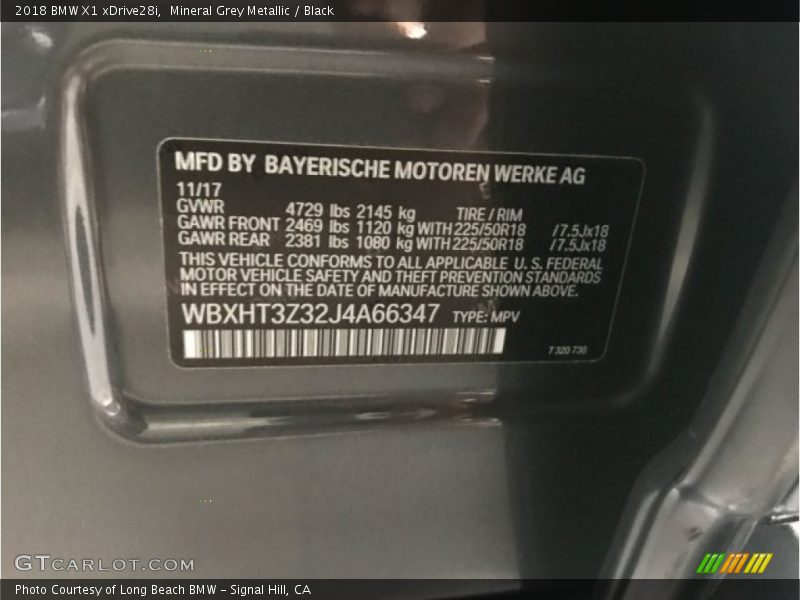 2018 BMW X1 xDrive28i, Mineral Grey Metallic / Black
MFD BY BAYERISCHE MOTOREN WERKE AG
11/17
GVWR 4729 lbs 2145 kg TIRE / RIM
GAWR FRONT 2469 lbs 1120 kg WITH 225/50R18 /7.5Jx18
GAWR REAR 2381 lbs 1080 kg WITH 225/50R18 /7.5Jx18
THIS VEHICLE CONFORMS TO ALL APPLICABLE U.S. FEDERAL
MOTOR VEHICLE SAFETY AND THEFT PREVENTION STANDARDS
IN EFFECT ON THE DATE OF MANUFACTURE SHOWN ABOVE.
WBXHT3Z32J4A66347 TYPE: MPV
7 320 730
GTCARLOT.COM
Photo Courtesy of Long Beach BMW - Signal Hill, CA